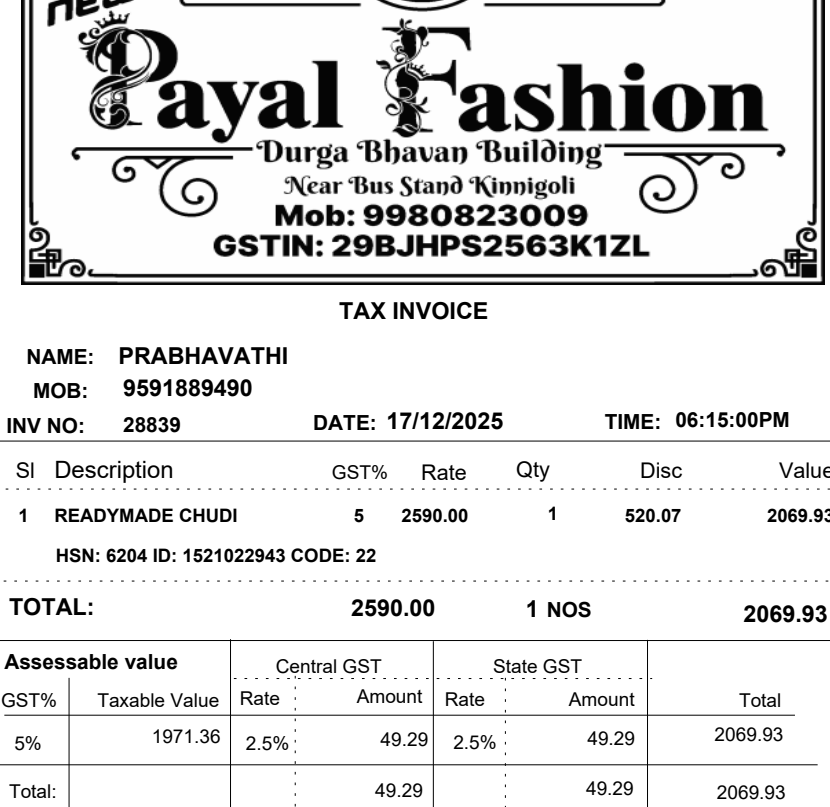 new
Payal Fashion
Durga Bhavan Building
Near Bus Stand Kinnigoli
Mob: 9980823009
GSTIN: 29BJHPS2563K1ZL
TAX INVOICE
NAME: PRABHAVATHI
MOB: 9591889490
INV NO: 28839 DATE: 17/12/2025 TIME: 06:15:00PM
Sl Description GST% Rate Qty Disc Value
1 READYMADE CHUDI 5 2590.00 1 520.07 2069.93
HSN: 6204 ID: 1521022943 CODE: 22
TOTAL: 2590.00 1 NOS 2069.93
Assessable value Central GST State GST
GST% Taxable Value Rate Amount Rate Amount Total
5% 1971.36 2.5% 49.29 2.5% 49.29 2069.93
Total: 49.29 49.29 2069.93